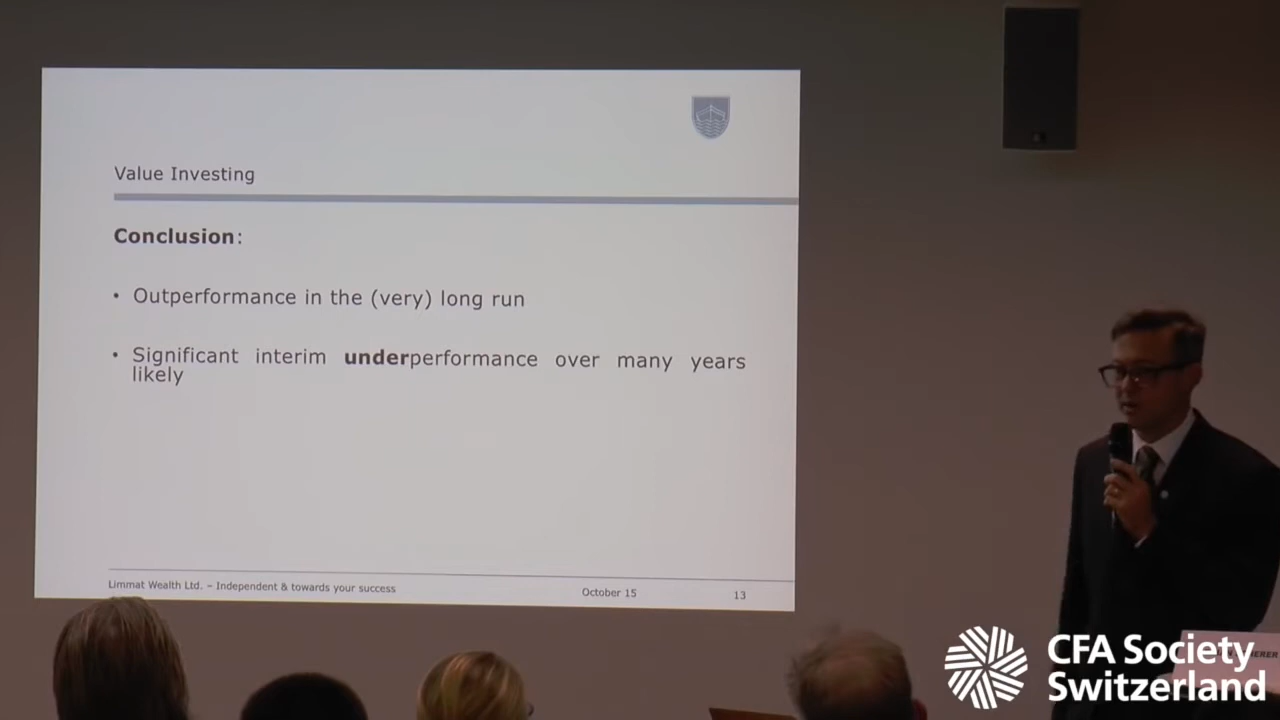 Value Investing
Conclusion:
• Outperformance in the (very) long run
• Significant interim underperformance over many years
likely
Limmat Wealth Ltd. – Independent & towards your success
October 15
13
CFA Society
Switzerland